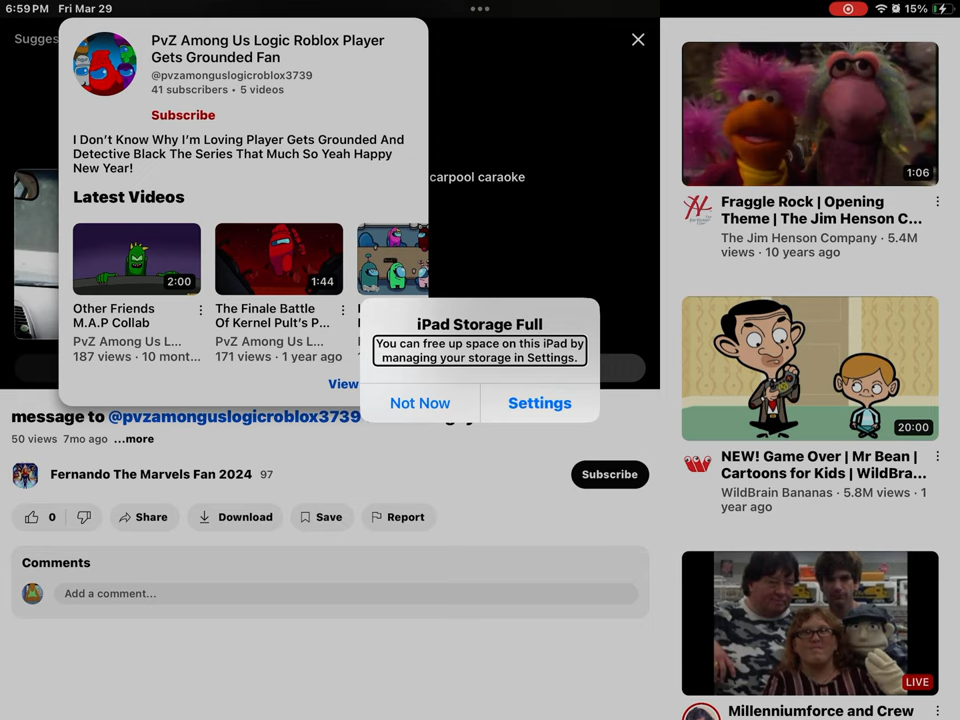 6:59 PM Fri Mar 29
15%
Sugges
PvZ Among Us Logic Roblox Player
Gets Grounded Fan
@pvzamonguslogicroblox3739
41 subscribers • 5 videos
Subscribe
I Don't Know Why I'm Loving Player Gets Grounded And
Detective Black The Series That Much So Yeah Happy
New Year!
Latest Videos
2:00
1:44
Other Friends
M.A.P Collab
PvZ Among Us L...
187 views • 10 mont...
The Finale Battle
Of Kernel Pult's P...
PvZ Among Us L...
171 views • 1 year ago
View
carpool caraoke
iPad Storage Full
You can free up space on this iPad by
managing your storage in Settings.
Not Now
Settings
message to @pvzamonguslogicroblox3739
50 views 7mo ago ...more
Fernando The Marvels Fan 2024 97
Subscribe
0
Share
Download
Save
Report
Comments
Add a comment...
1:06
Fraggle Rock | Opening
Theme | The Jim Henson C...
The Jim Henson Company · 5.4M
views · 10 years ago
20:00
NEW! Game Over | Mr Bean |
Cartoons for Kids | WildBra...
WildBrain Bananas · 5.8M views · 1
year ago
LIVE
Millenniumforce and Crew